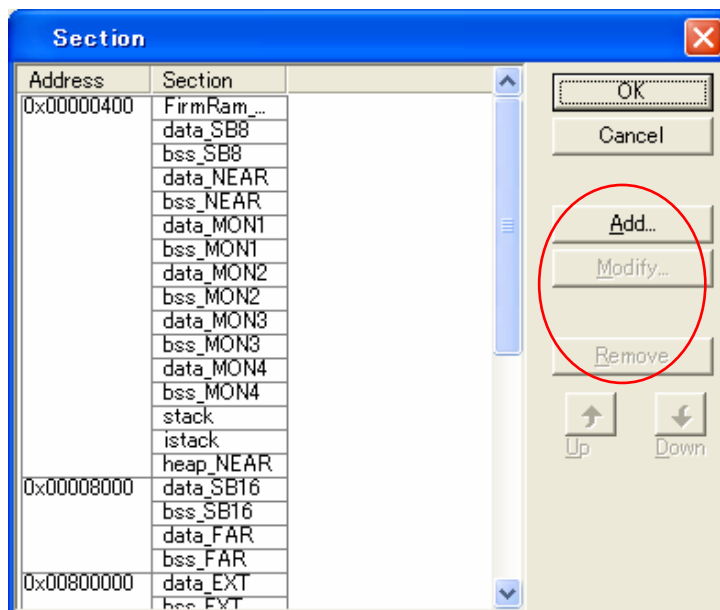 Section
Address Section
0x00000400 FirmRam_...
data_SB8
bss_SB8
data_NEAR
bss_NEAR
data_MON1
bss_MON1
data_MON2
bss_MON2
data_MON3
bss_MON3
data_MON4
bss_MON4
stack
istack
heap_NEAR
0x00008000 data_SB16
bss_SB16
data_FAR
bss_FAR
0x00800000 data_EXT
bss_EXT
OK
Cancel
Add...
Modify...
Remove
Up Down